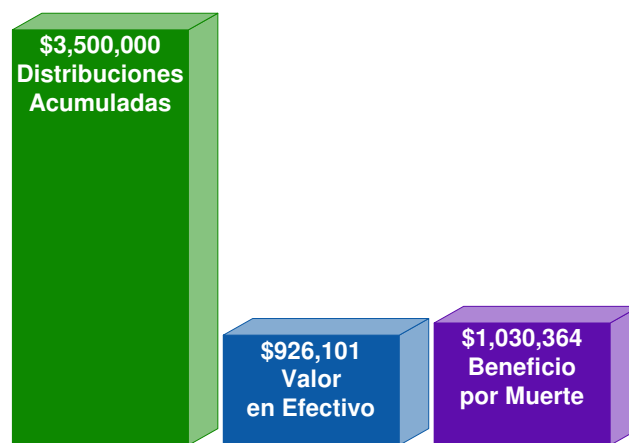 $3,500,000
Distribuciones
Acumuladas
$926,101
Valor
en Efectivo
$1,030,364
Beneficio
por Muerte